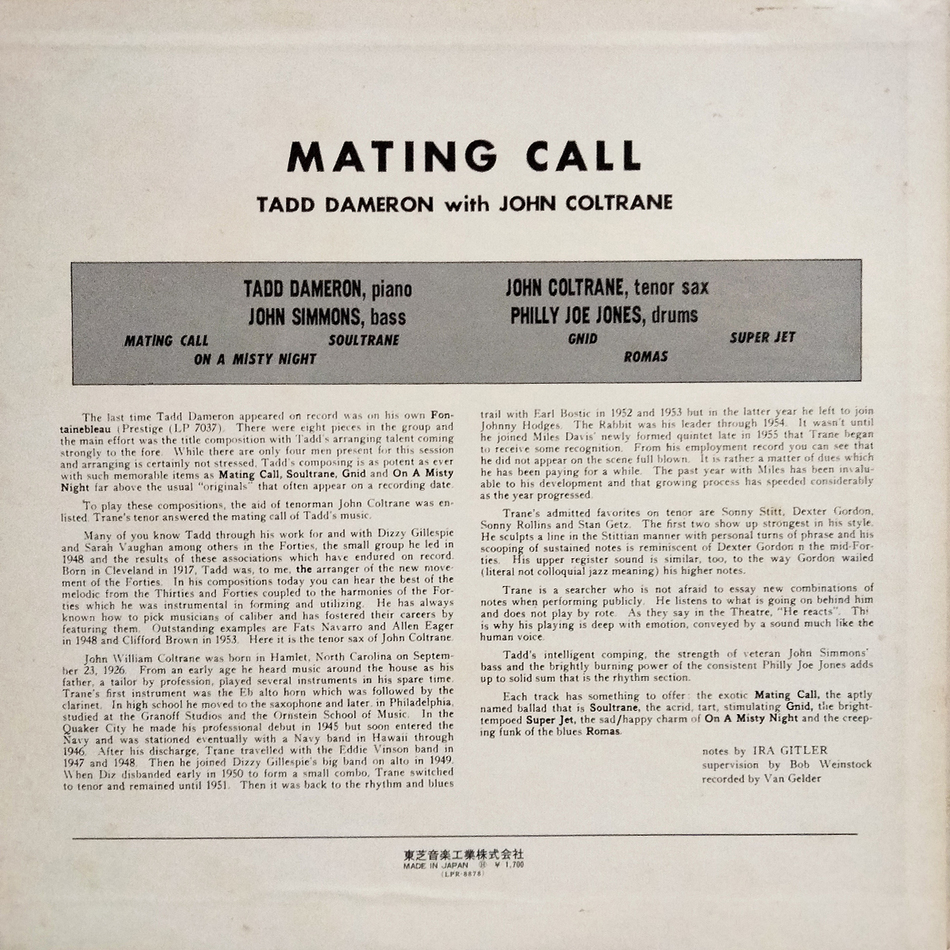 MATING CALL
TADD DAMERON with JOHN COLTRANE
TADD DAMERON, piano
JOHN SIMMONS, bass
JOHN COLTRANE, tenor sax
PHILLY JOE JONES, drums
MATING CALL SOULTRANE GNID SUPER JET
ON A MISTY NIGHT ROMAS
The last time Tadd Dameron appeared on record was on his own Fon-
tainebleau (Prestige (LP 7037). There were eight pieces in the group and
the main effort was the title composition with Tadd's arranging talent coming
strongly to the fore. While there are only four men present for this session
and arranging is certainly not stressed, Tadd's composing is as potent as ever
with such memorable items as Mating Call, Soultrane, Gnid and On A Misty
Night far above the usual "originals" that often appear on a recording date.
To play these compositions, the aid of tenorman John Coltrane was en-
listed. Trane's tenor answered the mating call of Tadd's music.
Many of you know Tadd through his work for and with Dizzy Gillespie
and Sarah Vaughan among others in the Forties, the small group he led in
1948 and the results of these associations which have endured on record.
Born in Cleveland in 1917, Tadd was, to me, the arranger of the new move-
ment of the Forties. In his compositions today you can hear the best of the
melodic from the Thirties and Forties coupled to the harmonies of the For-
ties which he was instrumental in forming and utilizing. He has always
known how to pick musicians of caliber and has fostered their careers by
featuring them. Outstanding examples are Fats Navarro and Allen Eager
in 1948 and Clifford Brown in 1953. Here it is the tenor sax of John Coltrane.
John William Coltrane was born in Hamlet, North Carolina on Septem-
ber 23, 1926. From an early age he heard music around the house as his
father, a tailor by profession, played several instruments in his spare time.
Trane's first instrument was the Eb alto horn which was followed by the
clarinet. In high school he moved to the saxophone and later, in Philadelphia,
studied at the Granoff Studios and the Ornstein School of Music. In the
Quaker City he made his professional debut in 1945 but soon entered the
Navy and was stationed eventually with a Navy band in Hawaii through
1946. After his discharge, Trane travelled with the Eddie Vinson band in
1947 and 1948. Then he joined Dizzy Gillespie's big band on alto in 1949.
When Diz disbanded early in 1950 to form a small combo, Trane switched
to tenor and remained until 1951. Then it was back to the rhythm and blues
trail with Earl Bostic in 1952 and 1953 but in the latter year he left to join
Johnny Hodges. The Rabbit was his leader through 1954. It wasn't until
he joined Miles Davis' newly formed quintet late in 1955 that Trane began
to receive some recognition. From his employment record you can see that
he did not appear on the scene full blown. It is rather a matter of dues which
he has been paying for a while. The past year with Miles has been invalu-
able to his development and that growing process has speeded considerably
as the year progressed.
Trane's admitted favorites on tenor are Sonny Stitt, Dexter Gordon,
Sonny Rollins and Stan Getz. The first two show up strongest in his style.
He sculpts a line in the Stittian manner with personal turns of phrase and his
scooping of sustained notes is reminiscent of Dexter Gordon n the mid-For-
ties. His upper register sound is similar, too, to the way Gordon wailed
(literal not colloquial jazz meaning) his higher notes.
Trane is a searcher who is not afraid to essay new combinations of
notes when performing publicly. He listens to what is going on behind him
and does not play by rote. As they say in the Theatre, "He reacts". Thi
is why his playing is deep with emotion, conveyed by a sound much like the
human voice.
Tadd's intelligent comping, the strength of veteran John Simmons'
bass and the brightly burning power of the consistent Philly Joe Jones adds
up to solid sum that is the rhythm section.
Each track has something to offer: the exotic Mating Call, the aptly
named ballad that is Soultrane, the acrid, tart, stimulating Gnid, the bright-
tempoed Super Jet, the sad/happy charm of On A Misty Night and the creep-
ing funk of the blues Romas.
notes by IRA GITLER
supervision by Bob Weinstock
recorded by Van Gelder
東芝音楽工業株式会社
MADE IN JAPAN Ⓗ ¥ 1,700
(LPR-8878)